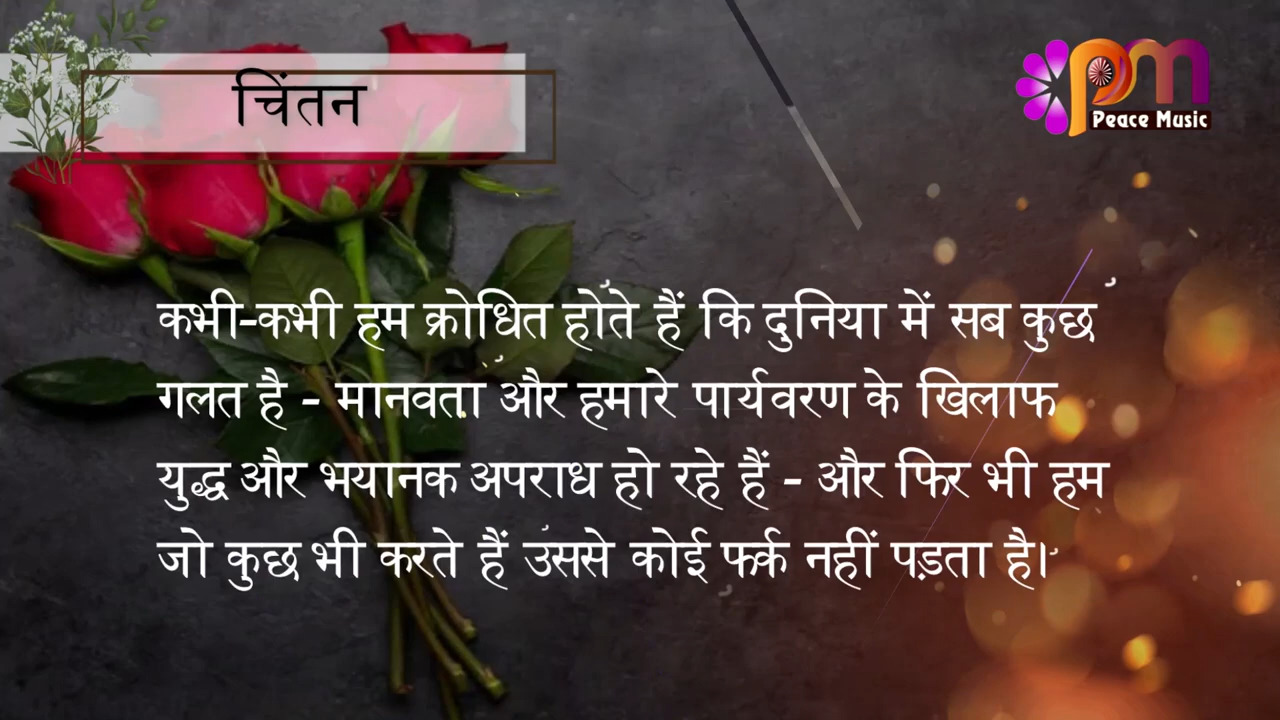 चिंतन
pm
Peace Music
कभी-कभी हम क्रोधित होते हैं कि दुनिया में सब कुछ
गलत है - मानवता और हमारे पार्यवरण के खिलाफ
युद्ध और भयानक अपराध हो रहे हैं - और फिर भी हम
जो कुछ भी करते हैं उससे कोई फर्क नहीं पड़ता है।